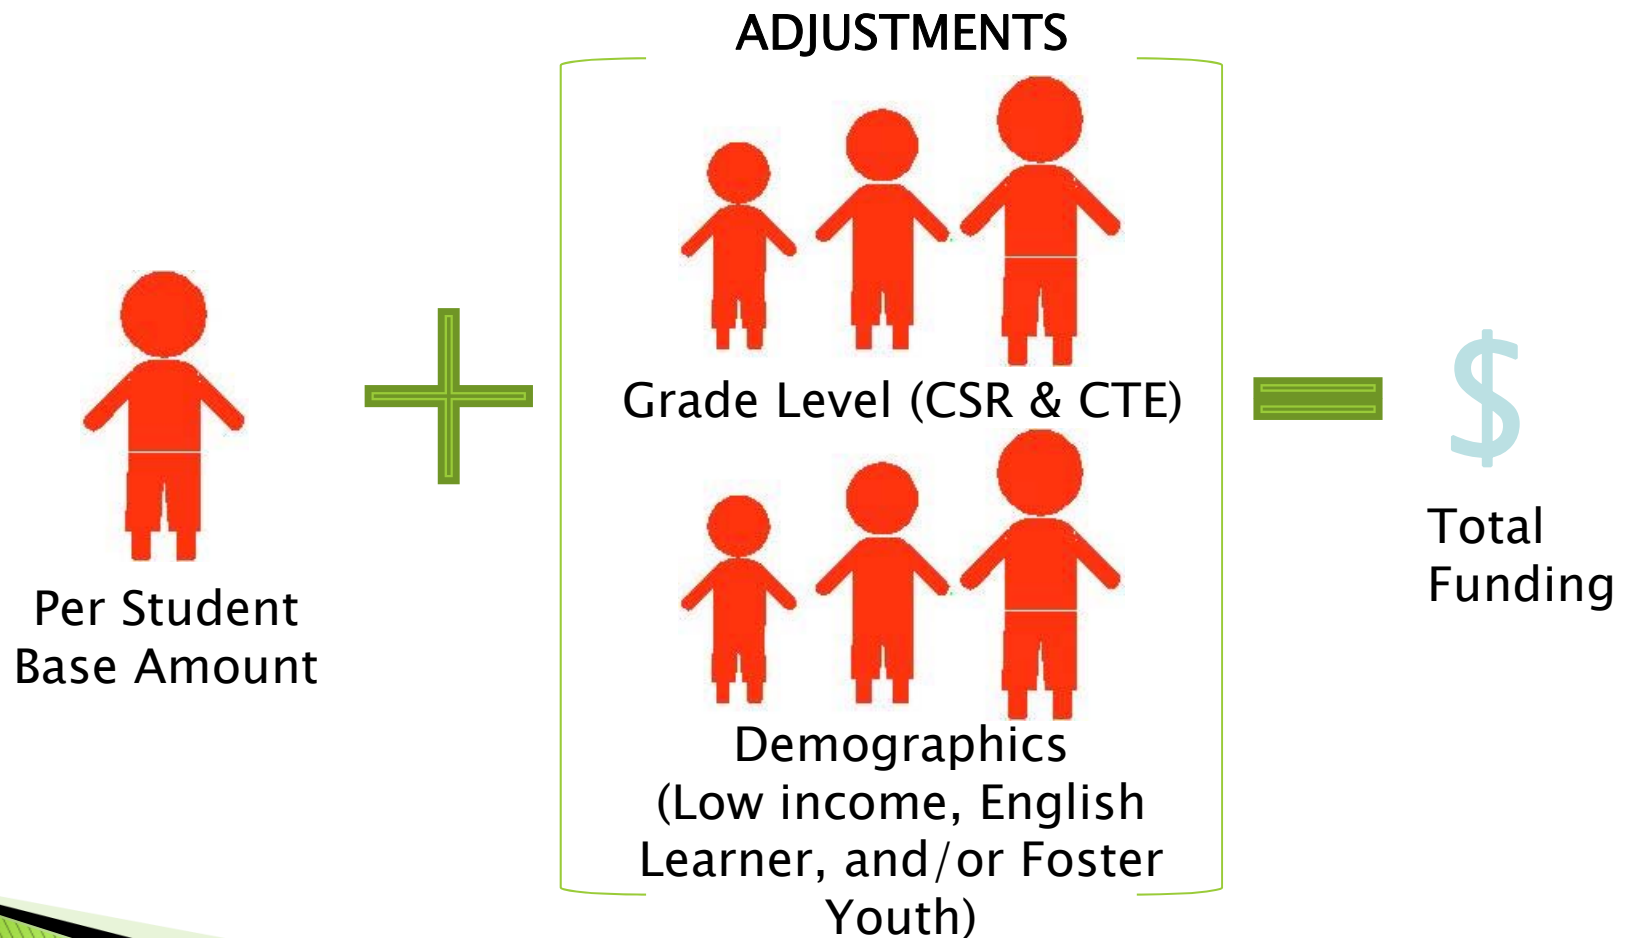 ADJUSTMENTS
Grade Level (CSR & CTE)
Per Student
Base Amount
Demographics
(Low income, English
Learner, and/or Foster
Youth)
$
Total
Funding